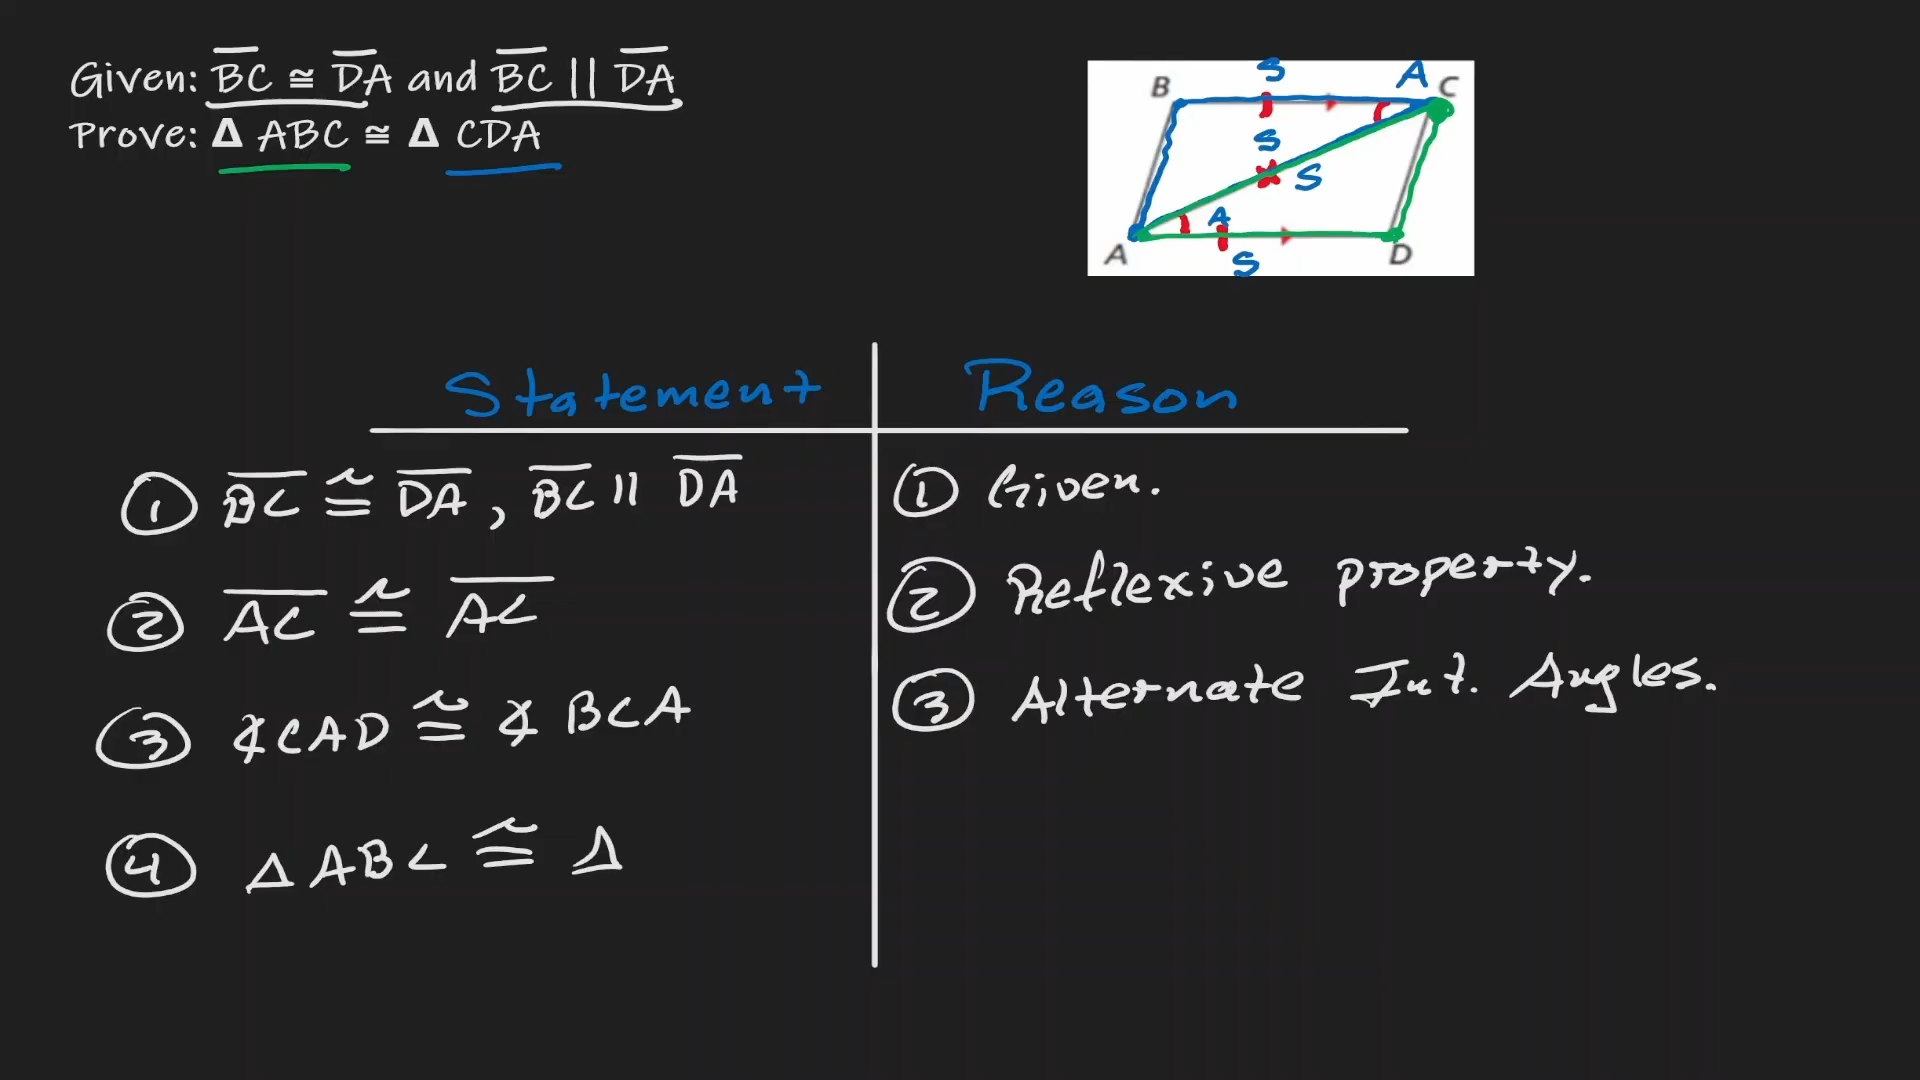 Given: BC ≅ DA and BC || DA
Prove: Δ ABC ≅ Δ CDA
B S A C
S
S
A
A S D
Statement Reason
① BC ≅ DA, BC || DA ① Given.
② AC ≅ AC ② Reflexive property.
③ ∡CAD ≅ ∡BCA ③ Alternate Int. Angles.
④ Δ ABC ≅ Δ